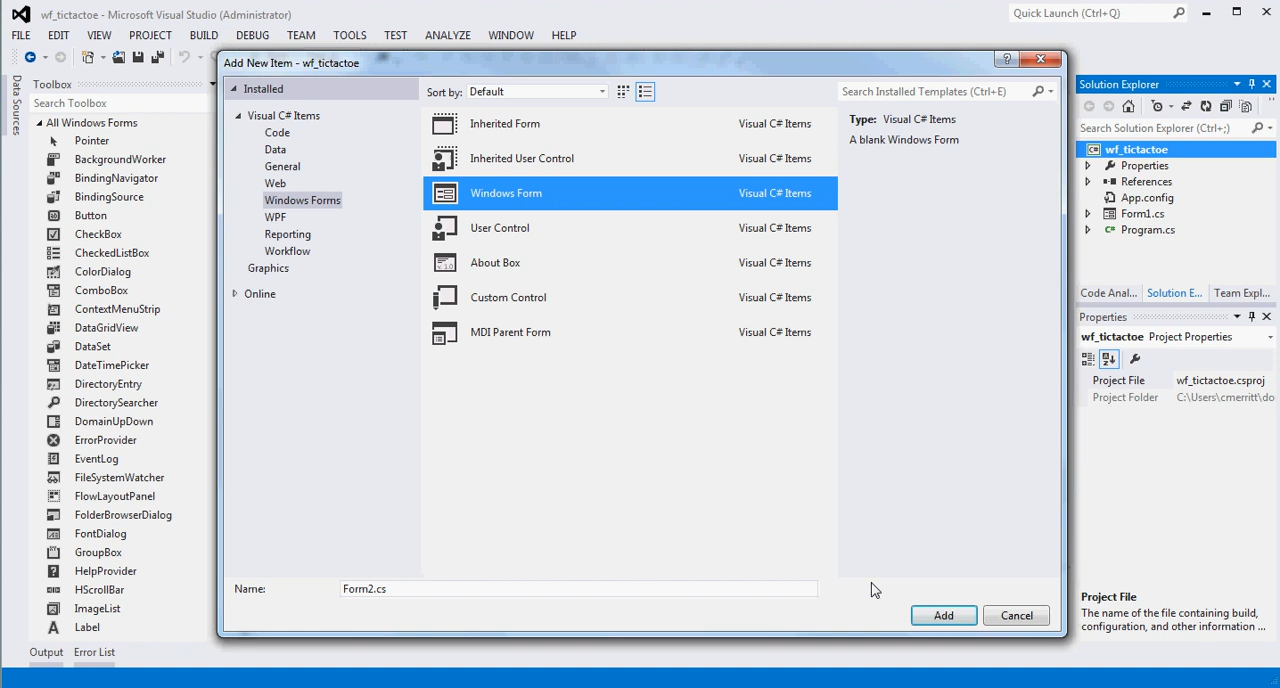 wf_tictactoe - Microsoft Visual Studio (Administrator)
Quick Launch (Ctrl+Q)
FILE EDIT VIEW PROJECT BUILD DEBUG TEAM TOOLS TEST ANALYZE WINDOW HELP
Data Sources
Toolbox
Search Toolbox
All Windows Forms
Pointer
BackgroundWorker
BindingNavigator
BindingSource
Button
CheckBox
CheckedListBox
ColorDialog
ComboBox
ContextMenuStrip
DataGridView
DataSet
DateTimePicker
DirectoryEntry
DirectorySearcher
DomainUpDown
ErrorProvider
EventLog
FileSystemWatcher
FlowLayoutPanel
FolderBrowserDialog
FontDialog
GroupBox
HelpProvider
HScrollBar
ImageList
Label
Output Error List
Add New Item - wf_tictactoe
Installed
Visual C# Items
Code
Data
General
Web
Windows Forms
WPF
Reporting
Workflow
Graphics
Online
Sort by: Default
Search Installed Templates (Ctrl+E)
Inherited Form Visual C# Items
Inherited User Control Visual C# Items
Windows Form Visual C# Items
User Control Visual C# Items
About Box Visual C# Items
Custom Control Visual C# Items
MDI Parent Form Visual C# Items
Type: Visual C# Items
A blank Windows Form
Name: Form2.cs
Add Cancel
Solution Explorer
Search Solution Explorer (Ctrl+;)
wf_tictactoe
Properties
References
App.config
Form1.cs
Program.cs
Code Anal... Solution E... Team Expl...
Properties
wf_tictactoe Project Properties
Project File wf_tictactoe.csproj
Project Folder C:\Users\cmerritt\do
Project File
The name of the file containing build,
configuration, and other information ...